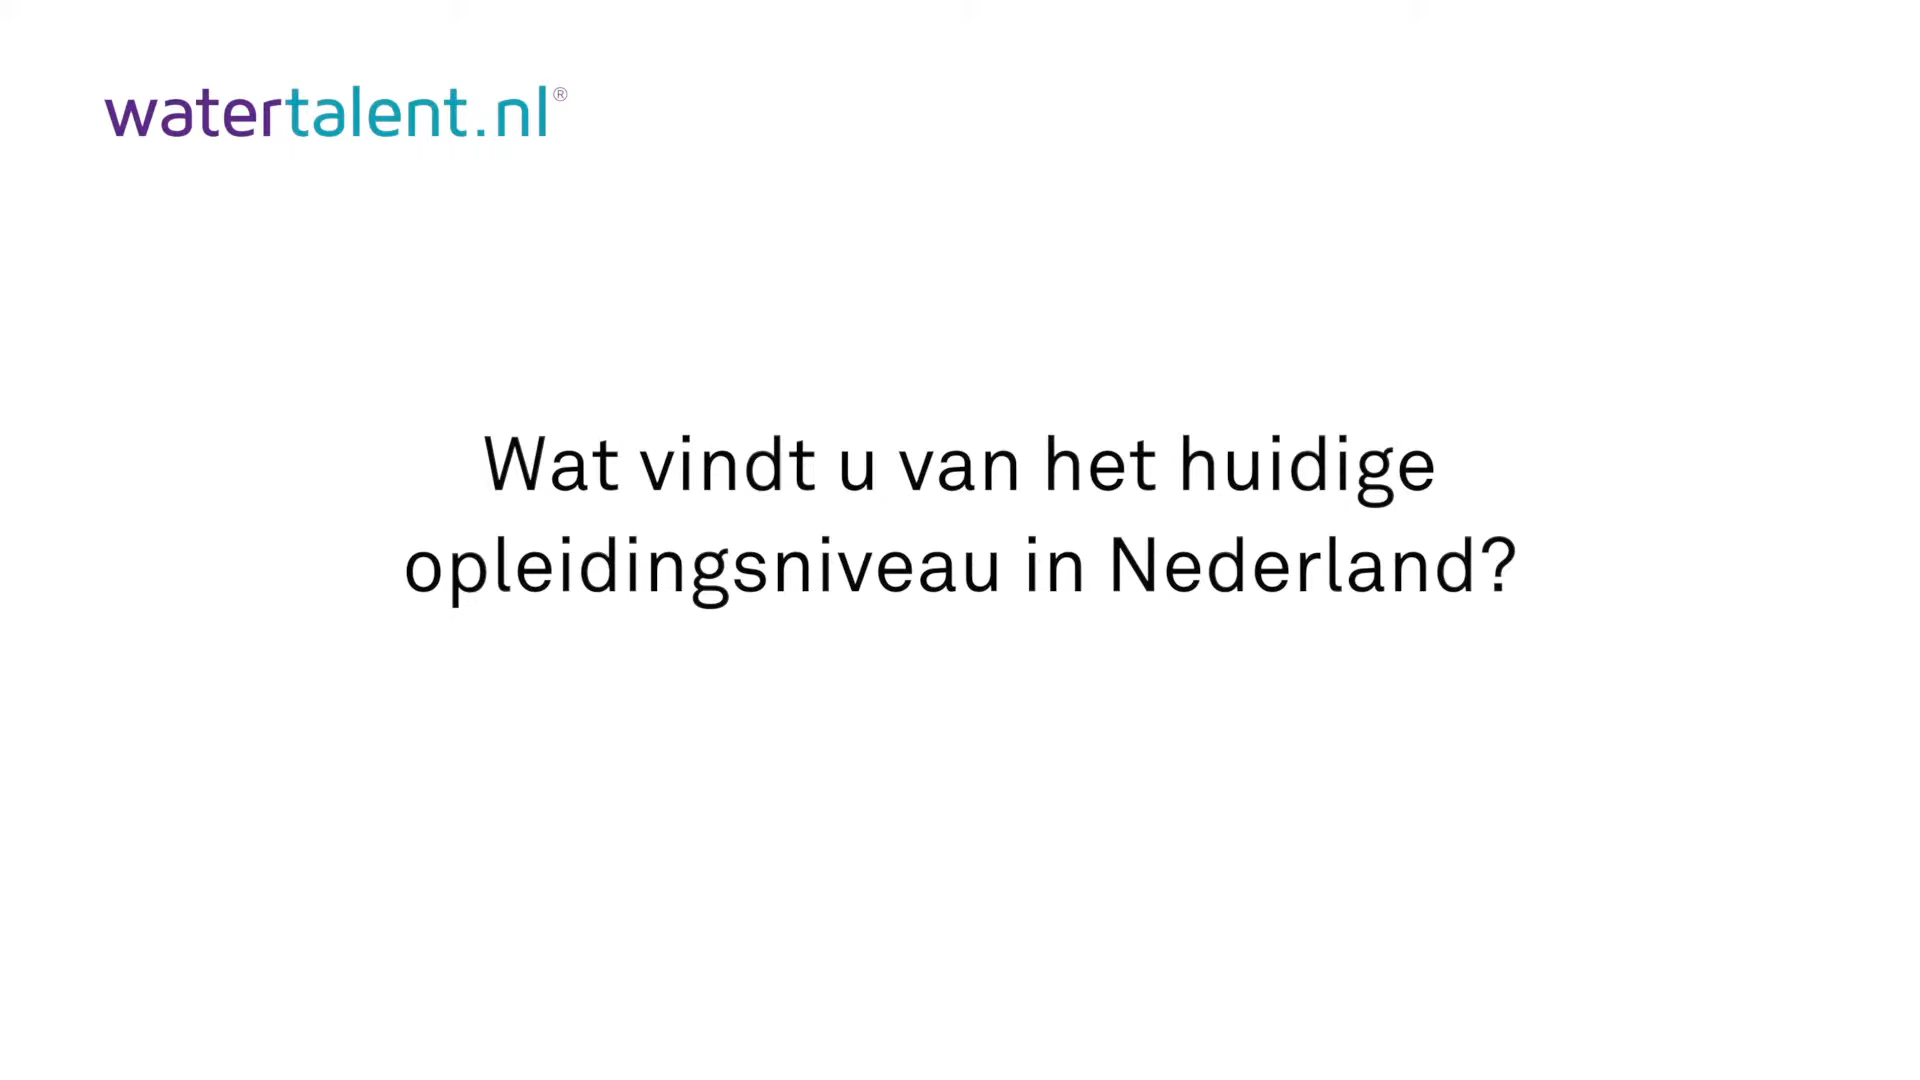 watertalent.nl®
Wat vindt u van het huidige
opleidingsniveau in Nederland?